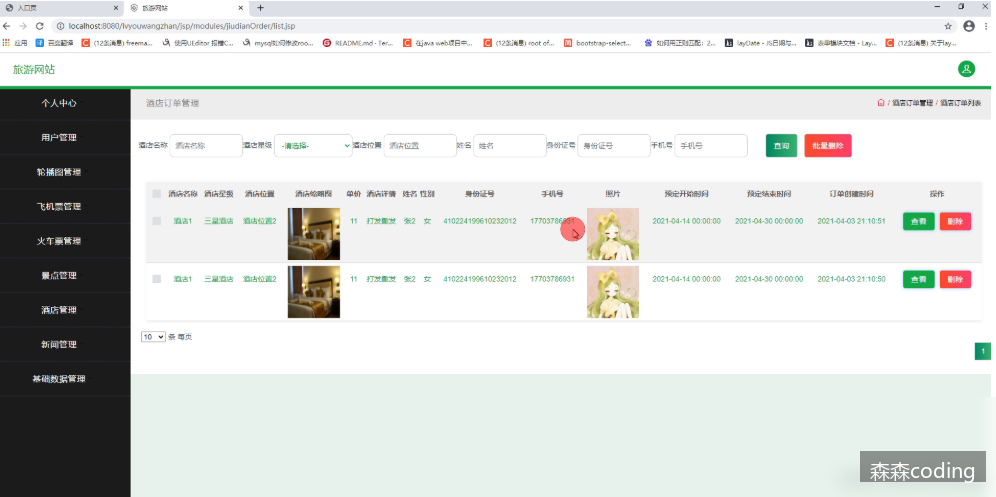 入口页
旅游网站
localhost:8080/lvyouwangzhan/jsp/modules/jiudianOrder/list.jsp
应用
百度翻译
(12条消息) freema...
使用UEditor 报槽C...
mysql如何修改roo...
README.md · Ter...
在java web项目中...
(12条消息) root of...
bootstrap-select...
如何用正则匹配：2...
layDate - JS日期与...
表单模块文档 - Lay...
(12条消息) 关于lay...
旅游网站
个人中心
用户管理
轮播图管理
飞机票管理
火车票管理
景点管理
酒店管理
新闻管理
基础数据管理
酒店订单管理
/ 酒店订单管理 / 酒店订单列表
酒店名称 酒店名称 酒店星级 -请选择- 酒店位置 酒店位置 姓名 姓名 身份证号 身份证号 手机号 手机号 查询 批量删除
酒店名称 酒店星级 酒店位置 酒店缩略图 单价 酒店详情 姓名 性别 身份证号 手机号 照片 预定开始时间 预定结束时间 订单创建时间 操作
酒店1 三星酒店 酒店位置2 11 打发撒发 张2 女 410224199610232012 17703786931 2021-04-14 00:00:00 2021-04-30 00:00:00 2021-04-03 21:10:51 查看 删除
酒店1 三星酒店 酒店位置2 11 打发撒发 张2 女 410224199610232012 17703786931 2021-04-14 00:00:00 2021-04-30 00:00:00 2021-04-03 21:10:50 查看 删除
10 条 每页
1
森森coding